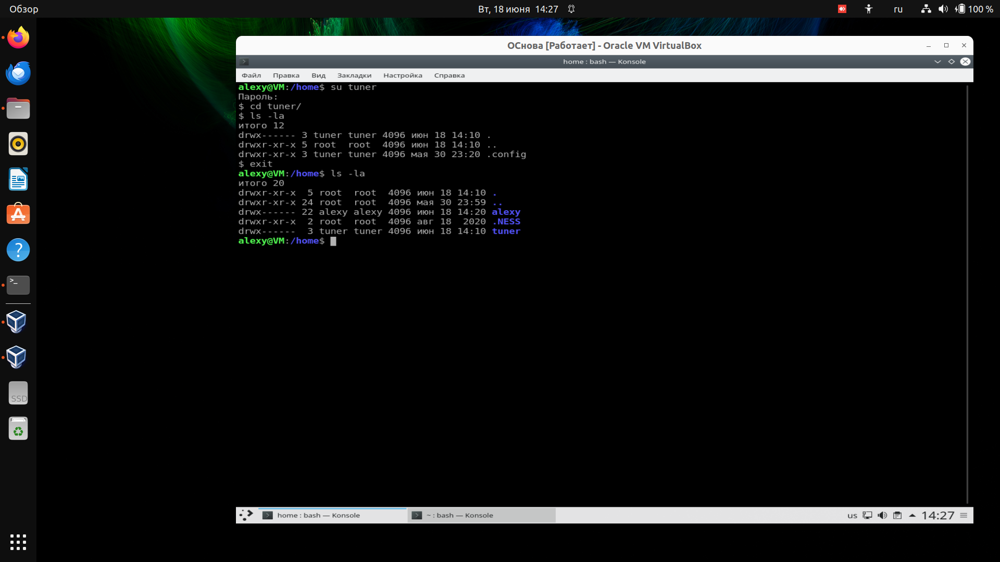 Обзор
Вт, 18 июня  14:27
ru
100 %
ОСнова [Работает] - Oracle VM VirtualBox
home : bash — Konsole
Файл Правка Вид Закладки Настройка Справка
alexy@VM:/home$ su tuner
Пароль:
$ cd tuner/
$ ls -la
итого 12
drwx------ 3 tuner tuner 4096 июн 18 14:10 .
drwxr-xr-x 5 root  root  4096 июн 18 14:10 ..
drwxr-xr-x 3 tuner tuner 4096 мая 30 23:20 .config
$ exit
alexy@VM:/home$ ls -la
итого 20
drwxr-xr-x  5 root  root  4096 июн 18 14:10 .
drwxr-xr-x 24 root  root  4096 мая 30 23:59 ..
drwx------ 22 alexy alexy 4096 июн 18 14:20 alexy
drwxr-xr-x  2 root  root  4096 авг 18  2020 .NESS
drwx------  3 tuner tuner 4096 июн 18 14:10 tuner
alexy@VM:/home$
SSD
home : bash — Konsole
~ : bash — Konsole
us
14:27